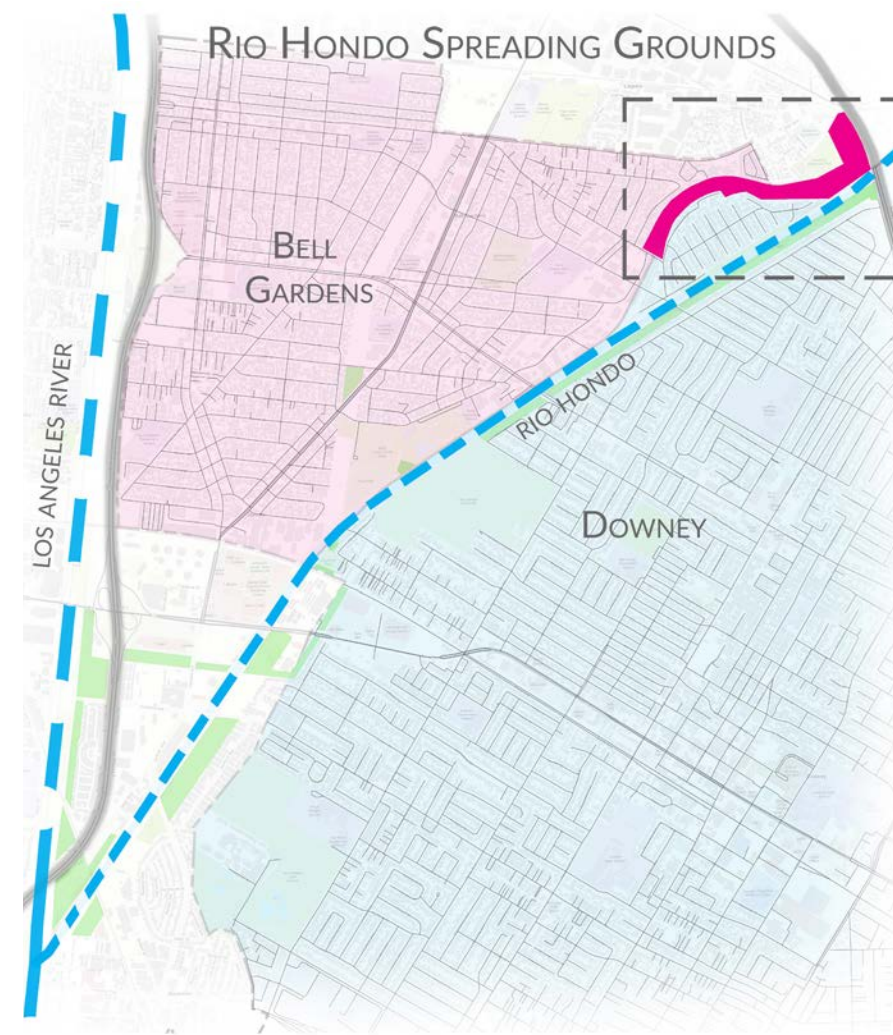 RIO HONDO SPREADING GROUNDS
BELL
GARDENS
LOS ANGELES RIVER
RIO HONDO
DOWNEY